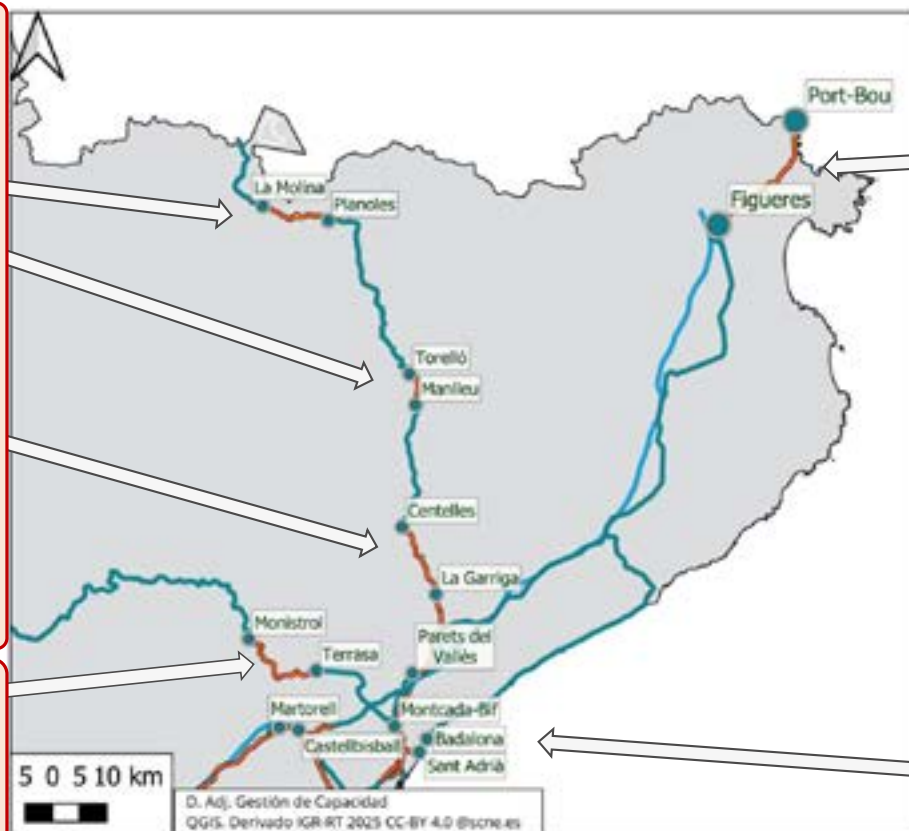 Port-Bou
La Molina
Planoles
Figueres
Torelló
Manlleu
Centelles
La Garriga
Monistrol
Parets del
Vallès
Terrasa
Martorell
Montcada-Bif
Castellbisball
Badalona
Sant Adrià
5 0 5 10 km
D. Adj. Gestión de Capacidad
QGIS. Derivado IGR-RT 2025 CC-BY 4.0 @scne.es